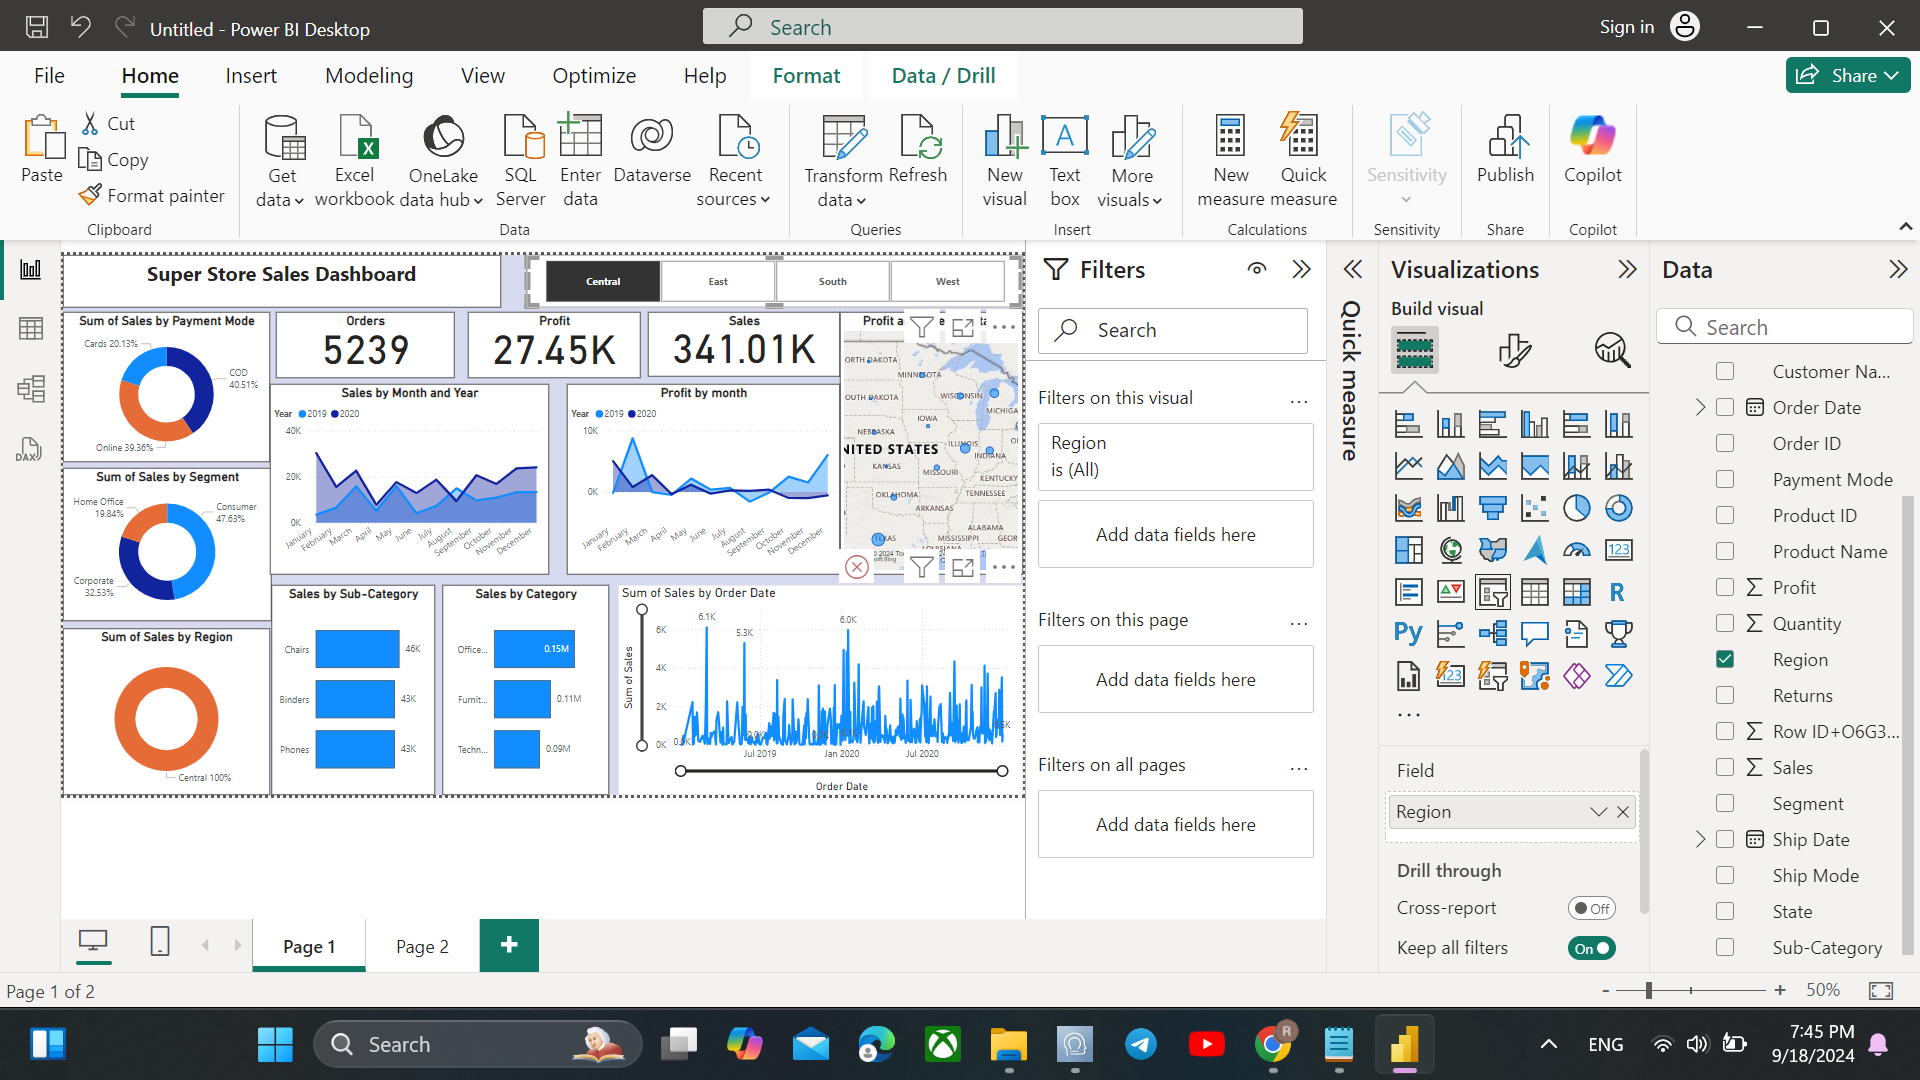 Untitled - Power BI Desktop
Search
Sign in
File
Home
Insert
Modeling
View
Optimize
Help
Format
Data / Drill
Share
Paste
Cut
Copy
Format painter
Clipboard
Get data
Excel workbook
OneLake data hub
SQL Server
Enter data
Dataverse
Recent sources
Data
Transform data
Refresh
Queries
New visual
Text box
More visuals
Insert
New measure
Quick measure
Calculations
Sensitivity
Sensitivity
Publish
Share
Copilot
Copilot
Super Store Sales Dashboard
Central
East
South
West
Sum of Sales by Payment Mode
Cards 20.13%
COD
40.51%
Online 39.36%
Orders
5239
Profit
27.45K
Sales
341.01K
Sales by Month and Year
Year 2019 2020
40K
20K
0K
January
February
March
April
May
June
July
August
September
October
November
December
Profit by month
Year 2019 2020
10K
0K
January
February
March
April
May
June
July
August
September
October
November
December
MINNESOTA
WISCONSIN
IOWA
NEBRASKA
ILLINOIS
INDIANA
KANSAS
MISSOURI
KENTUCKY
OKLAHOMA
TENNESSEE
ARKANSAS
ALABAMA
TEXAS
MISSISSIPPI
Sum of Sales by Segment
Home Office
19.84%
Consumer
47.63%
Corporate
32.53%
Sum of Sales by Region
Central 100%
Sales by Sub-Category
Chairs
46K
Binders
43K
Phones
43K
Sales by Category
Office...
0.15M
Furnit...
0.11M
Techn...
0.09M
Sum of Sales by Order Date
Sum of Sales
6K
4K
2K
0K
6.1K
5.3K
6.0K
Jul 2019
Jan 2020
Jul 2020
Order Date
Filters
Search
Filters on this visual
Region
is (All)
Add data fields here
Filters on this page
Add data fields here
Filters on all pages
Add data fields here
Quick measure
Visualizations
Build visual
123
R
Py
123
Field
Region
Drill through
Cross-report
Off
Keep all filters
On
Data
Search
Customer Na...
Order Date
Order ID
Payment Mode
Product ID
Product Name
Profit
Quantity
Region
Returns
Row ID+O6G3...
Sales
Segment
Ship Date
Ship Mode
State
Sub-Category
DAX
Page 1
Page 2
Page 1 of 2
50%
Search
ENG
7:45 PM
9/18/2024